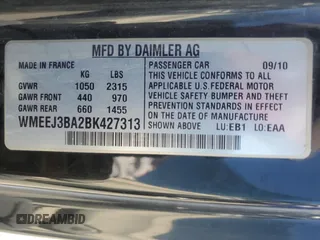 MFD BY DAIMLER AG
MADE IN FRANCE
KG LBS
GVWR 1050 2315
GAWR FRONT 440 970
GAWR REAR 660 1455
WMEEJ3BA2BK427313
PASSENGER CAR 09/10
THIS VEHICLE CONFORMS TO ALL
APPLICABLE U.S. FEDERAL MOTOR
VEHICLE SAFETY, BUMPER AND THEFT
PREVENTION STANDARDS IN EFFECT
ON THE DATE OF MANUFACTURE
SHOWN ABOVE LU:EB1 LO:EAA
DREAMBID